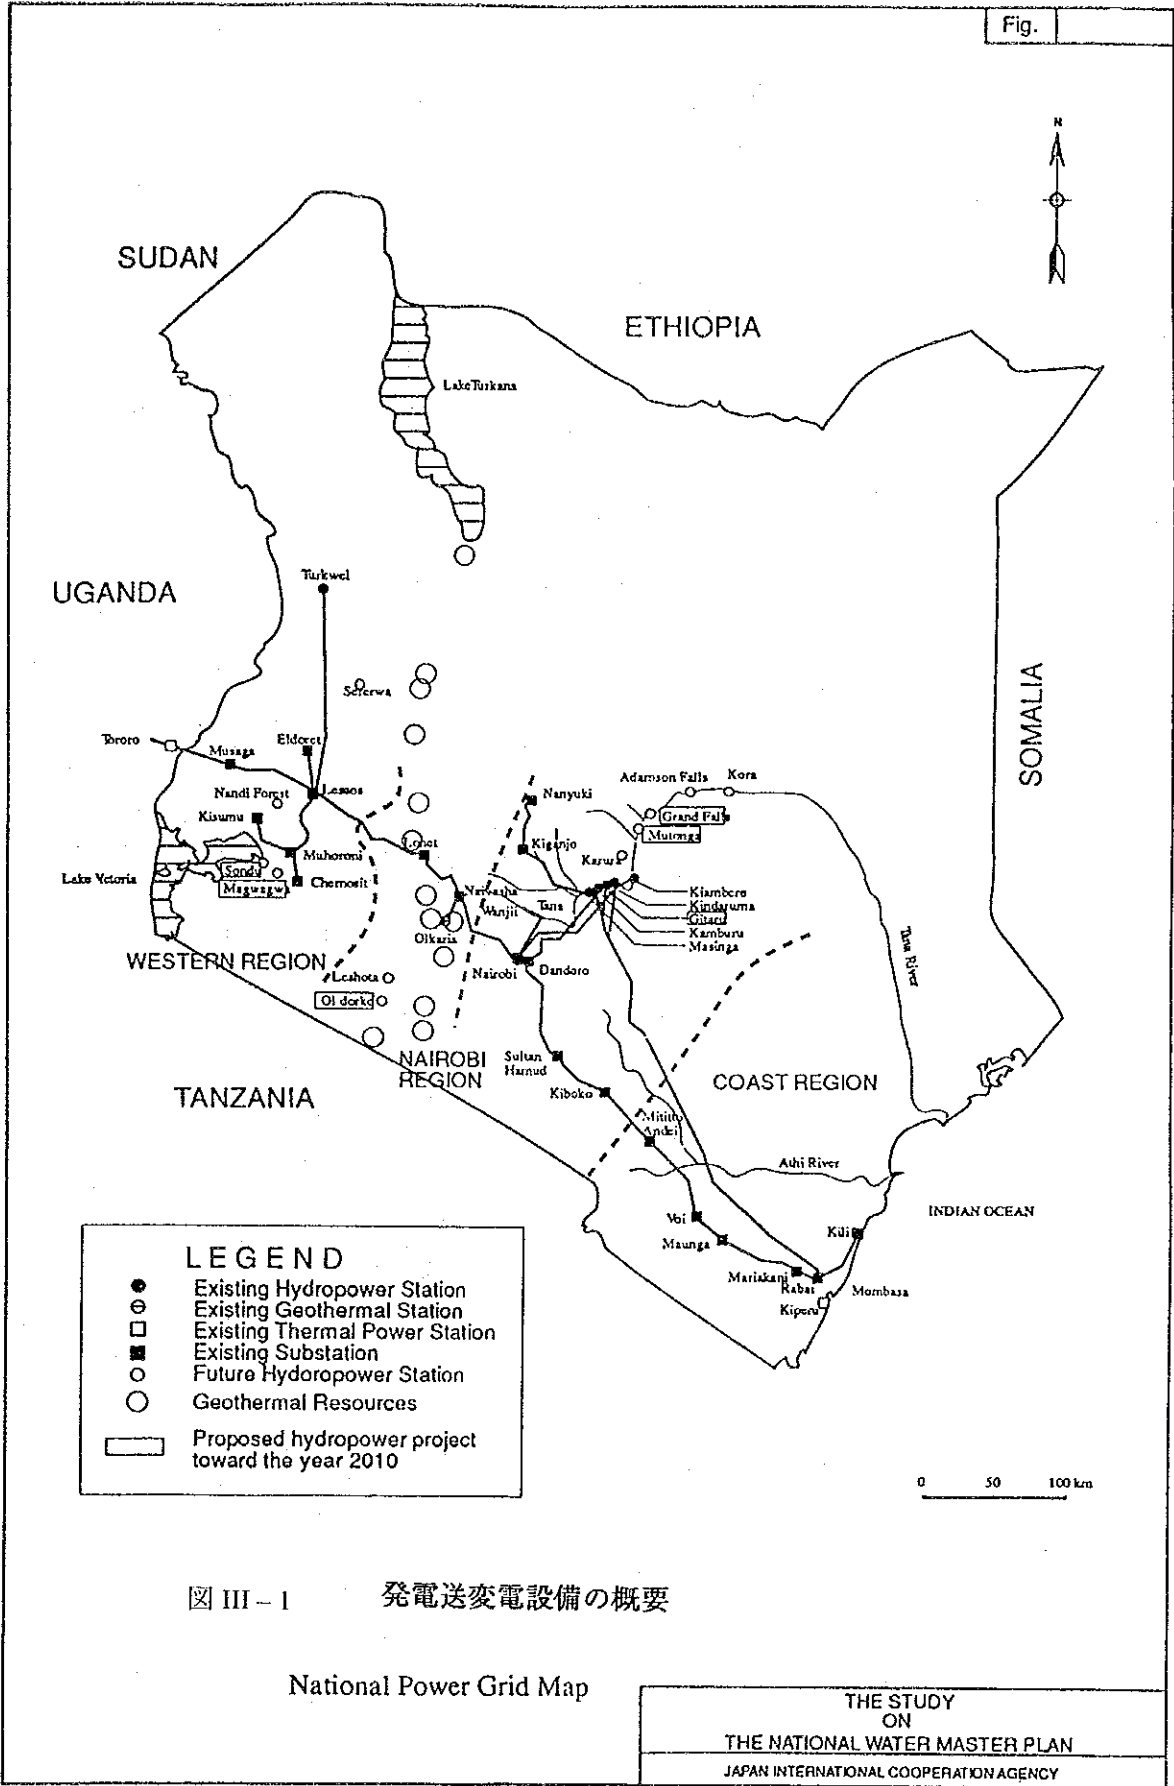 Fig.
N
SUDAN
ETHIOPIA
Lake Turkana
UGANDA
Turkwel
SOMALIA
Tororo
Musaga
Eldoret
Lessos
Nandi Forest
Kisumu
Muhoroni
Chemosit
Sondu
Magwagwa
Lake Victoria
WESTERN REGION
Leshota
Ol dorko
Lanet
Naivasha
Olkaria
Wanjii
Tana
Nairobi
Dandora
Nanyuki
Kiganjo
Adamson Falls
Kora
Grand Falls
Mutonga
Karura
Kiambere
Kindaruma
Gitaru
Kamburu
Masinga
Tana River
NAIROBI
REGION
Sultan
Hamud
Kiboko
COAST REGION
TANZANIA
Athi River
INDIAN OCEAN
Voi
Maunga
Mariakani
Rabai
Mombasa
LEGEND
Existing Hydropower Station
Existing Geothermal Station
Existing Thermal Power Station
Existing Substation
Future Hydoropower Station
Geothermal Resources
Proposed hydropower project
toward the year 2010
0 50 100 km
図 III – 1 発電送変電設備の概要
National Power Grid Map
THE STUDY
ON
THE NATIONAL WATER MASTER PLAN
JAPAN INTERNATIONAL COOPERATION AGENCY